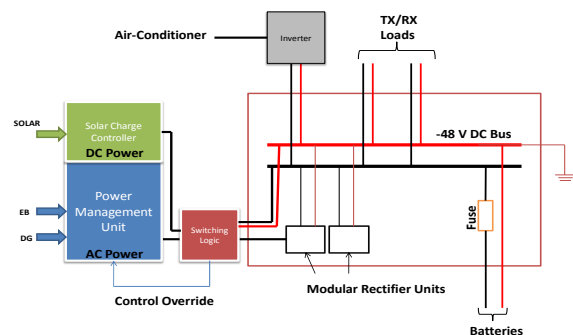 TX/RX
Loads
Air-Conditioner
Inverter
SOLAR
Solar Charge
Controller
DC Power
-48 V DC Bus
EB
Power
Management
Unit
DG
AC Power
Switching
Logic
Fuse
Control Override
Modular Rectifier Units
Batteries